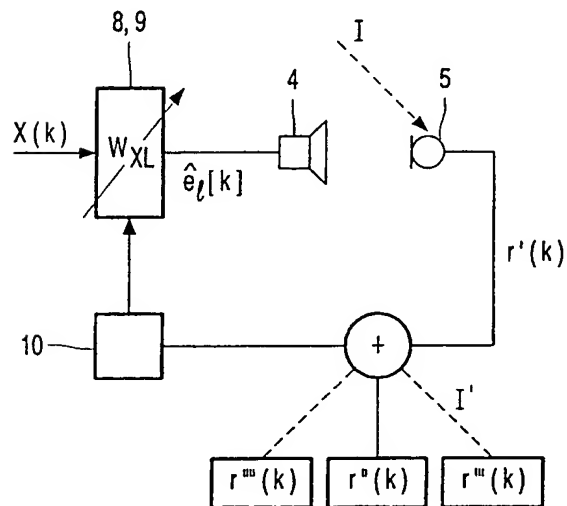 8, 9
I
4
5
X(k)
W_XL
ê_ℓ[k]
r'(k)
10
+
I'
r''''(k)
r''(k)
r'''(k)